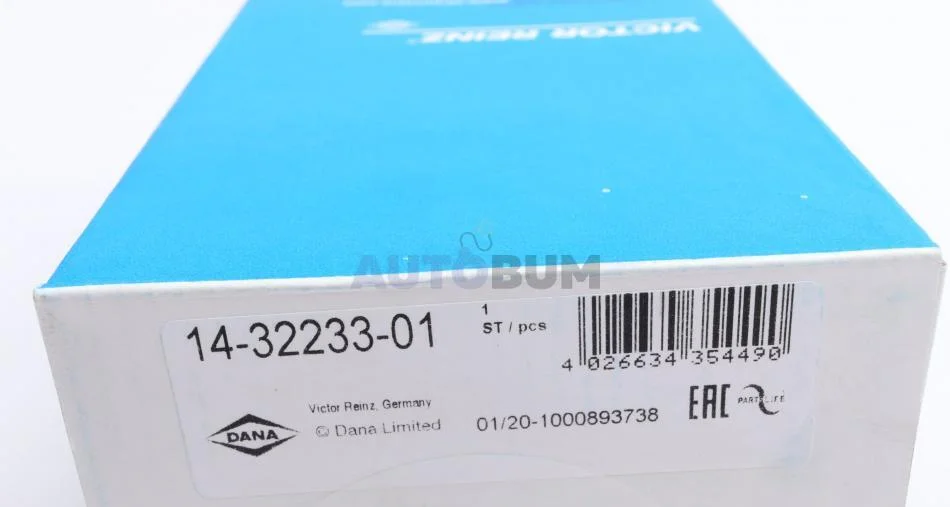 VICTOR REINZ®
AUTOBUM
14-32233-01
1
ST / pcs
4 026634 354490
DANA
Victor Reinz, Germany
© Dana Limited
01/20-1000893738
EAC
PARTSLIFE